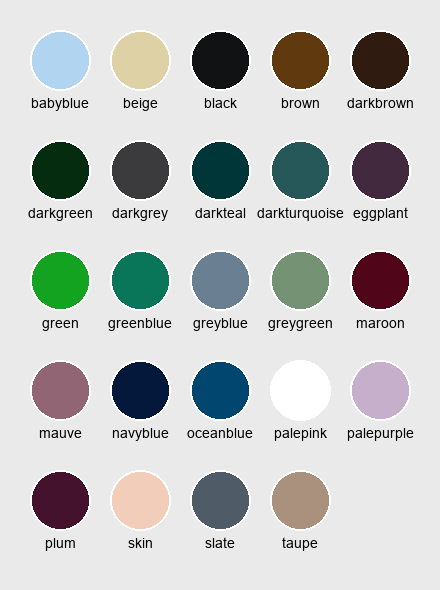 babyblue beige black brown darkbrown
darkgreen darkgrey darkteal darkturquoise eggplant
green greenblue greyblue greygreen maroon
mauve navyblue oceanblue palepink palepurple
plum skin slate taupe